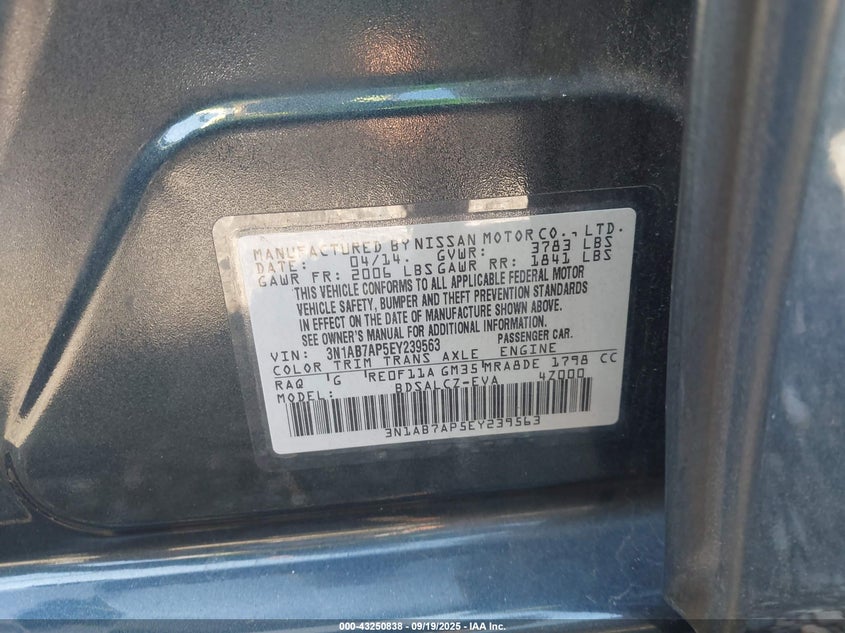 MANUFACTURED BY NISSAN MOTOR CO., LTD.
DATE: 04/14. GVWR: 3783 LBS
GAWR FR: 2006 LBS GAWR RR: 1841 LBS
THIS VEHICLE CONFORMS TO ALL APPLICABLE FEDERAL MOTOR
VEHICLE SAFETY, BUMPER AND THEFT PREVENTION STANDARDS
IN EFFECT ON THE DATE OF MANUFACTURE SHOWN ABOVE.
SEE OWNER'S MANUAL FOR ADDITIONAL INFORMATION.
VIN: 3N1AB7AP5EY239563 PASSENGER CAR.
COLOR TRIM TRANS AXLE ENGINE
RAQ G RE0F11A GM35 MRA8DE 1798 CC
MODEL: BDSALCZ-EVA 47000
3N1AB7AP5EY239563
000-43250838 - 09/19/2025 - IAA Inc.